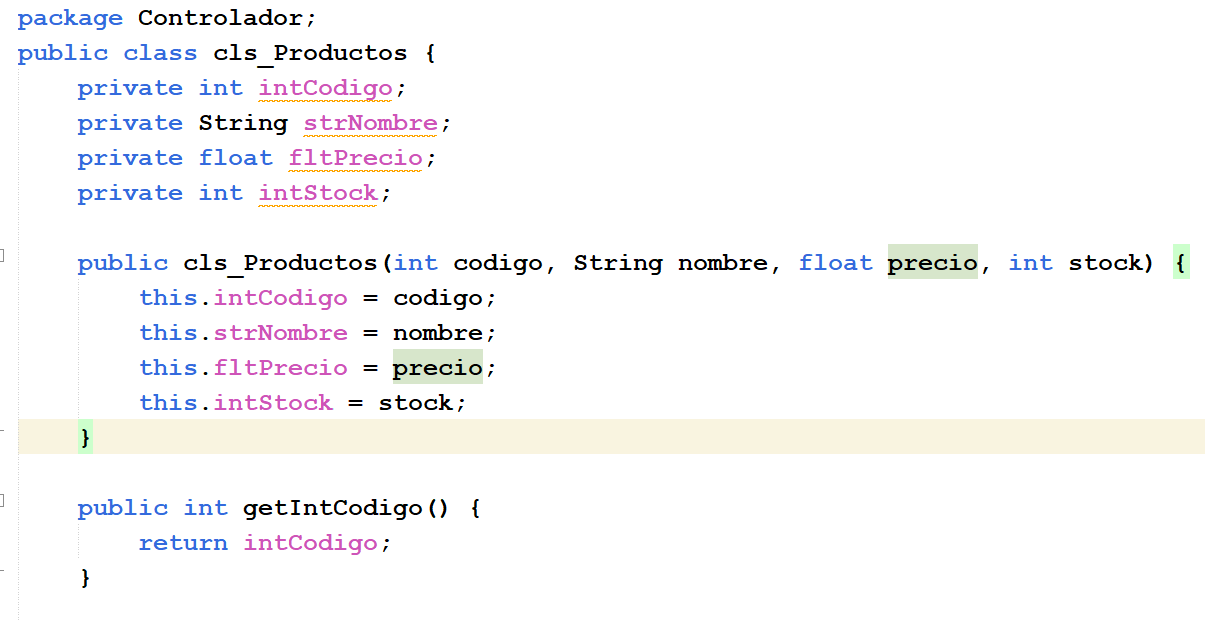 package Controlador;
public class cls_Productos {
    private int intCodigo;
    private String strNombre;
    private float fltPrecio;
    private int intStock;

    public cls_Productos(int codigo, String nombre, float precio, int stock) {
        this.intCodigo = codigo;
        this.strNombre = nombre;
        this.fltPrecio = precio;
        this.intStock = stock;
    }

    public int getIntCodigo() {
        return intCodigo;
    }